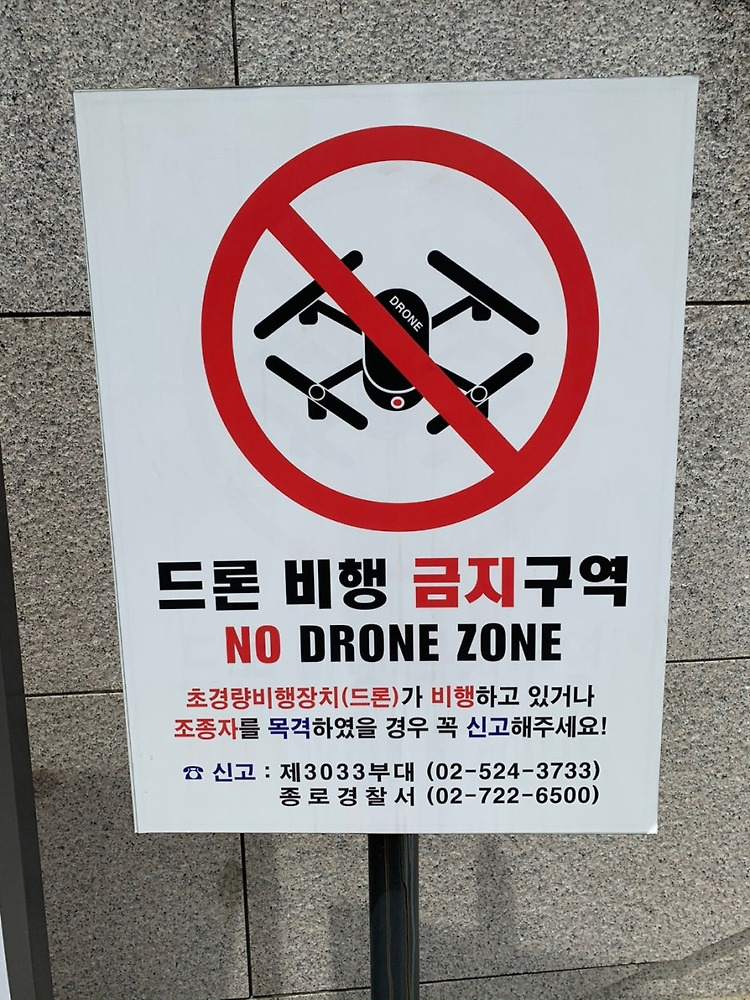 DRONE
드론 비행 금지구역
NO DRONE ZONE
초경량비행장치(드론)가 비행하고 있거나
조종자를 목격하였을 경우 꼭 신고해주세요!
☎ 신고 : 제3033부대 (02-524-3733)
종로경찰서 (02-722-6500)